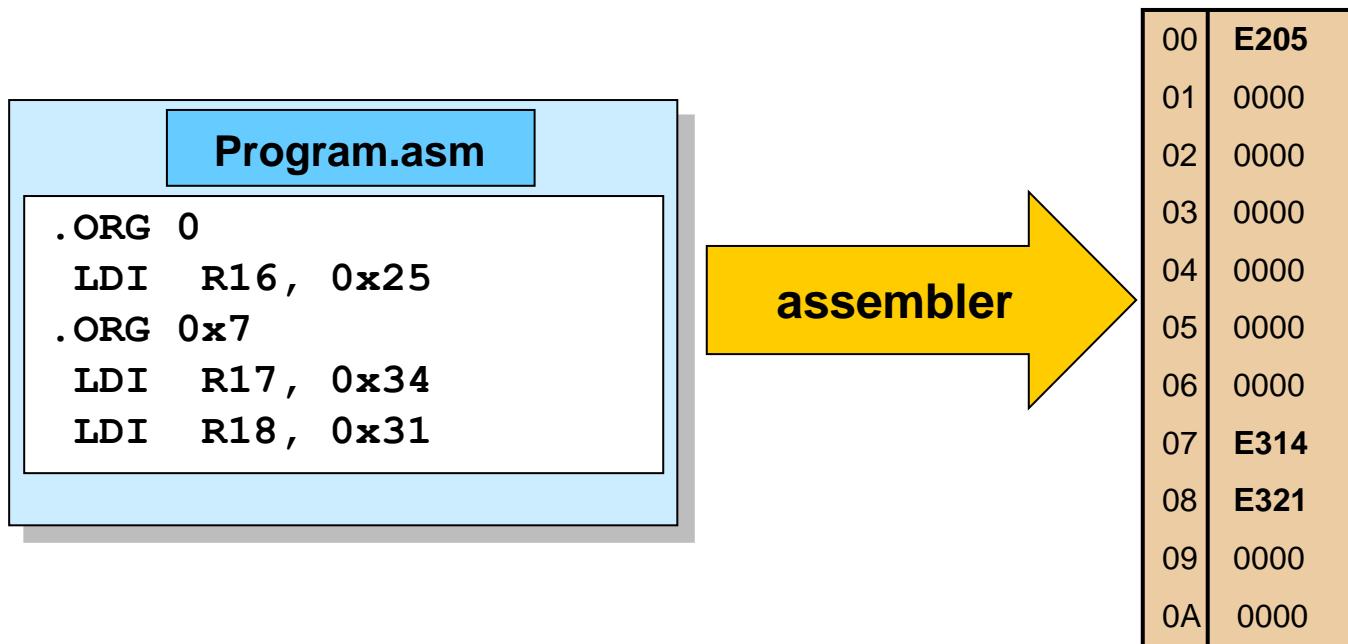 Program.asm
.ORG 0
LDI R16, 0x25
.ORG 0x7
LDI R17, 0x34
LDI R18, 0x31
assembler
00 E205
01 0000
02 0000
03 0000
04 0000
05 0000
06 0000
07 E314
08 E321
09 0000
0A 0000